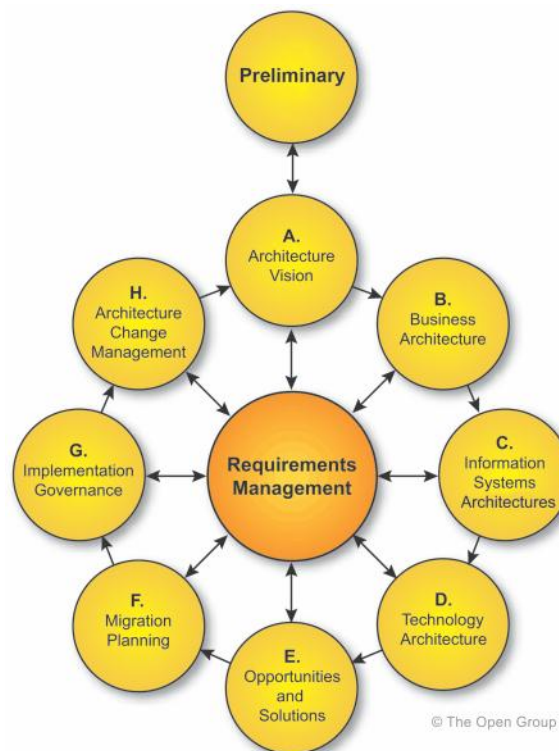 Preliminary
A.
Architecture
Vision
B.
Business
Architecture
C.
Information
Systems
Architectures
D.
Technology
Architecture
E.
Opportunities
and
Solutions
F.
Migration
Planning
G.
Implementation
Governance
H.
Architecture
Change
Management
Requirements
Management
© The Open Group